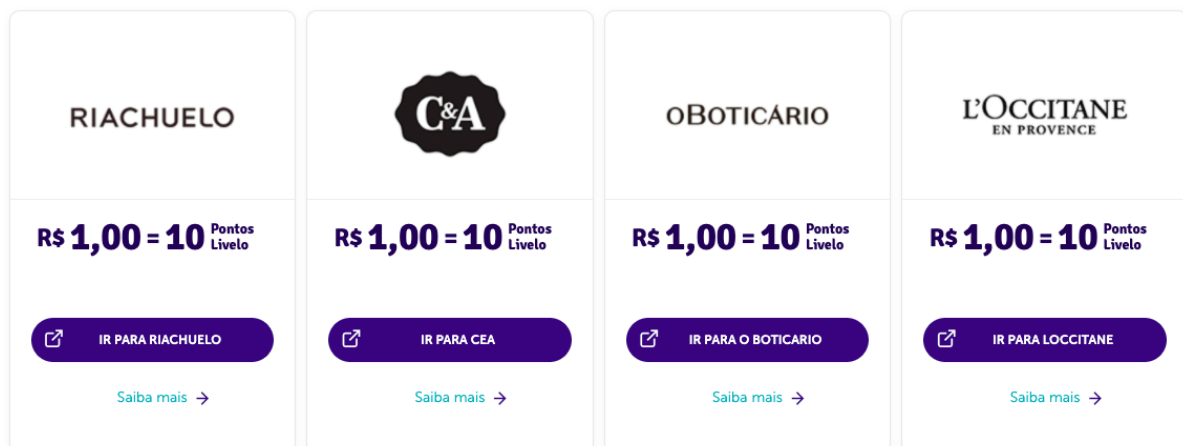 RIACHUELO
R$ 1,00 = 10 Pontos Livelo
IR PARA RIACHUELO
Saiba mais →
C&A
R$ 1,00 = 10 Pontos Livelo
IR PARA CEA
Saiba mais →
oBOTICÁRIO
R$ 1,00 = 10 Pontos Livelo
IR PARA O BOTICARIO
Saiba mais →
L'OCCITANE
EN PROVENCE
R$ 1,00 = 10 Pontos Livelo
IR PARA LOCCITANE
Saiba mais →